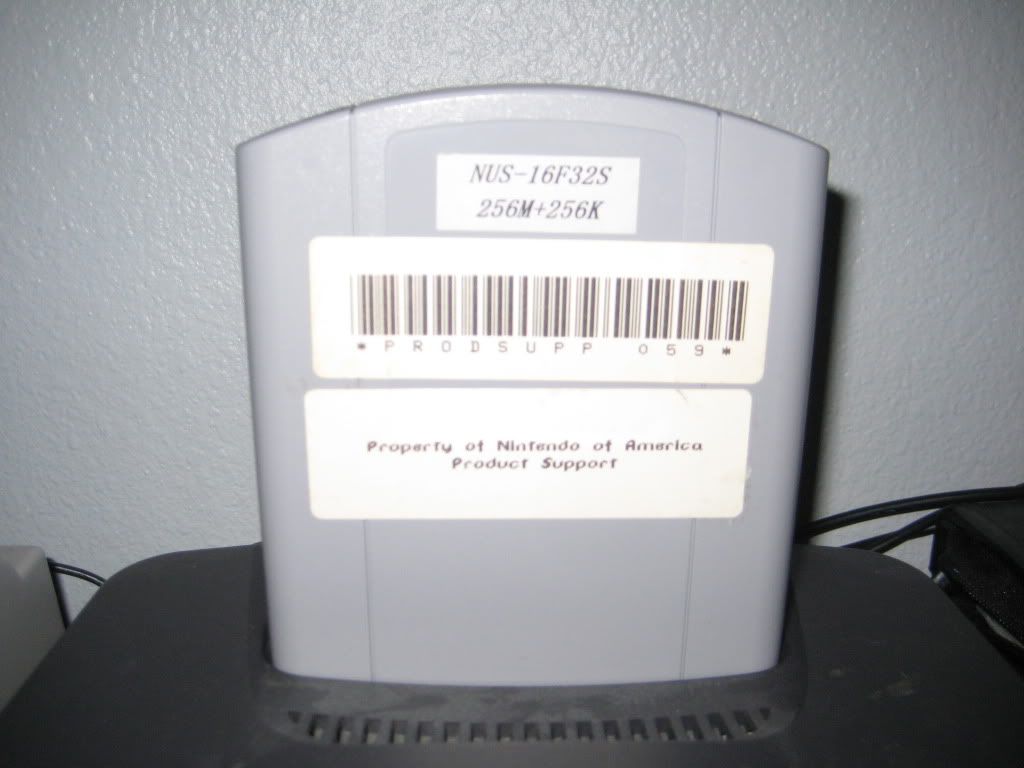 NUS-16F32S
256M+256K
*PRODSUPP 059*
Property of Nintendo of America
Product Support